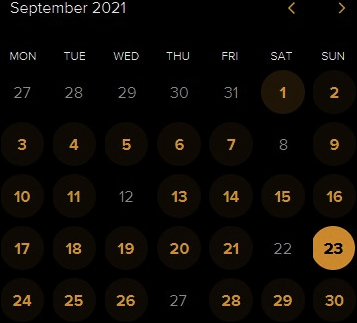 September 2021
MON TUE WED THU FRI SAT SUN
27 28 29 30 31 1 2
3 4 5 6 7 8 9
10 11 12 13 14 15 16
17 18 19 20 21 22 23
24 25 26 27 28 29 30